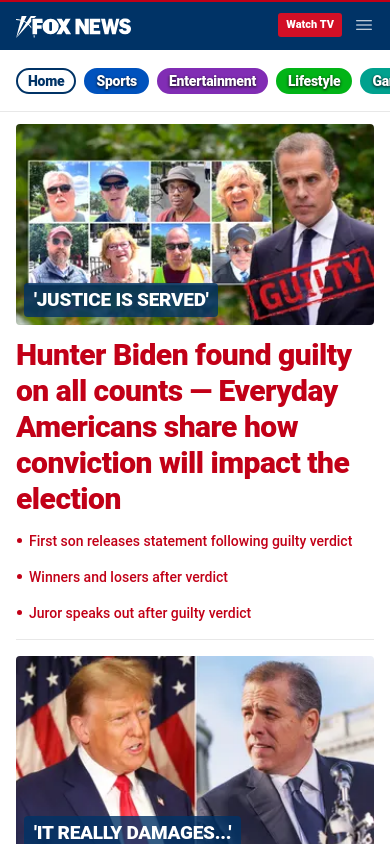 FOX NEWS
Watch TV
Home Sports Entertainment Lifestyle Ga
GUILTY
'JUSTICE IS SERVED'
Hunter Biden found guilty
on all counts — Everyday
Americans share how
conviction will impact the
election
• First son releases statement following guilty verdict
• Winners and losers after verdict
• Juror speaks out after guilty verdict
'IT REALLY DAMAGES...'